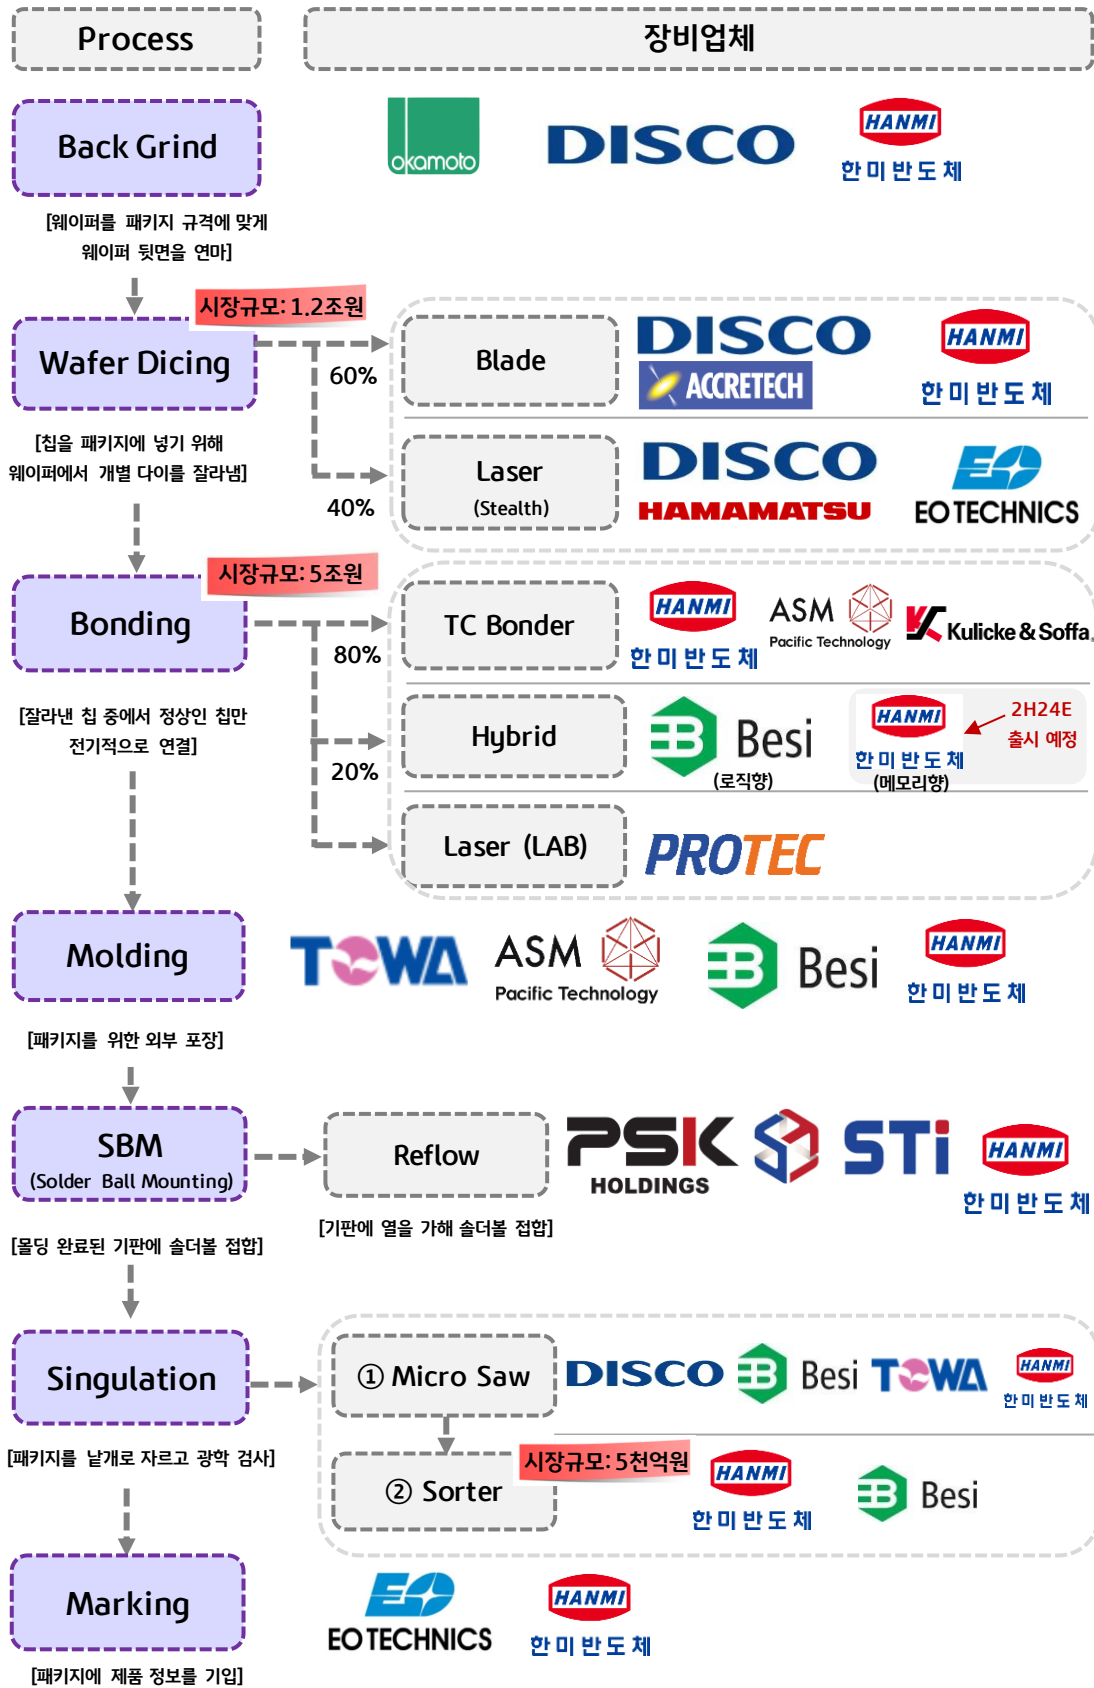 Process
장비업체
Back Grind
okamoto
DISCO
HANMI
한미반도체
[웨이퍼를 패키지 규격에 맞게
웨이퍼 뒷면을 연마]
시장규모: 1.2조원
Wafer Dicing
60%
40%
Blade
DISCO
ACCRETECH
HANMI
한미반도체
[칩을 패키지에 넣기 위해
웨이퍼에서 개별 다이를 잘라냄]
Laser
(Stealth)
DISCO
HAMAMATSU
EO
EO TECHNICS
시장규모: 5조원
Bonding
80%
20%
TC Bonder
HANMI
한미반도체
ASM
Pacific Technology
Kulicke & Soffa
[잘라낸 칩 중에서 정상인 칩만
전기적으로 연결]
Hybrid
Besi
(로직향)
HANMI
한미반도체
(메모리향)
2H24E
출시 예정
Laser (LAB)
PROTEC
Molding
TOWA
ASM
Pacific Technology
Besi
HANMI
한미반도체
[패키지를 위한 외부 포장]
SBM
(Solder Ball Mounting)
Reflow
PSK
HOLDINGS
STi
HANMI
한미반도체
[몰딩 완료된 기판에 솔더볼 접합]
[기판에 열을 가해 솔더볼 접합]
Singulation
① Micro Saw
DISCO
Besi
TOWA
HANMI
한미반도체
[패키지를 낱개로 자르고 광학 검사]
② Sorter
시장규모: 5천억원
HANMI
한미반도체
Besi
Marking
EO
EO TECHNICS
HANMI
한미반도체
[패키지에 제품 정보를 기입]